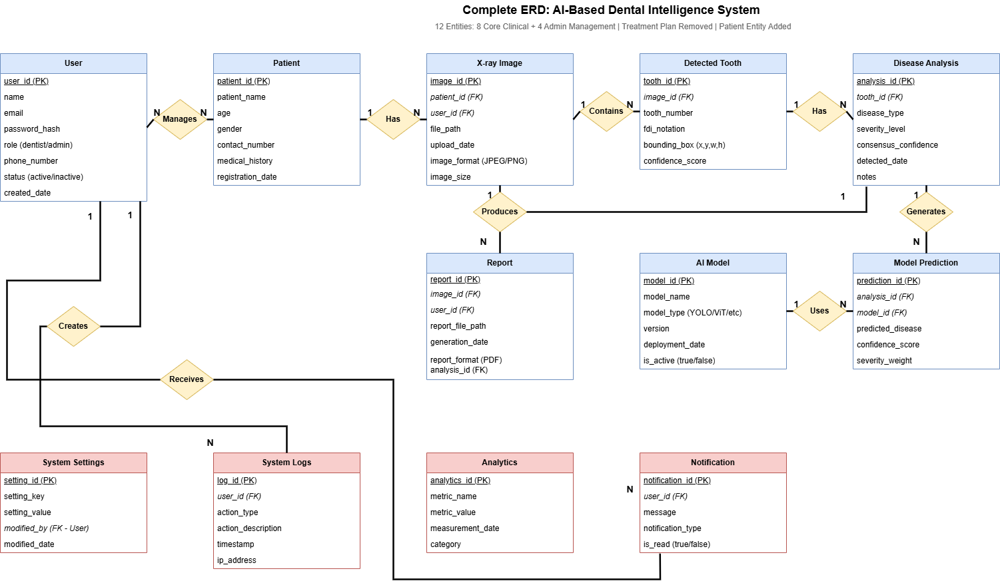 Complete ERD: AI-Based Dental Intelligence System
12 Entities: 8 Core Clinical + 4 Admin Management | Treatment Plan Removed | Patient Entity Added
User
user_id (PK)
name
email
password_hash
role (dentist/admin)
phone_number
status (active/inactive)
created_date
N
Manages
N
Patient
patient_id (PK)
patient_name
age
gender
contact_number
medical_history
registration_date
1
Has
N
X-ray Image
image_id (PK)
patient_id (FK)
user_id (FK)
file_path
upload_date
image_format (JPEG/PNG)
image_size
1
Contains
N
Detected Tooth
tooth_id (PK)
image_id (FK)
tooth_number
fdi_notation
bounding_box (x,y,w,h)
confidence_score
1
Has
N
Disease Analysis
analysis_id (PK)
tooth_id (FK)
disease_type
severity_level
consensus_confidence
detected_date
notes
1
1
1
Produces
N
1
1
Generates
N
Report
report_id (PK)
image_id (FK)
user_id (FK)
report_file_path
generation_date
report_format (PDF)
analysis_id (FK)
AI Model
model_id (PK)
model_name
model_type (YOLO/ViT/etc)
version
deployment_date
is_active (true/false)
1
Uses
N
Model Prediction
prediction_id (PK)
analysis_id (FK)
model_id (FK)
predicted_disease
confidence_score
severity_weight
Creates
Receives
N
System Settings
setting_id (PK)
setting_key
setting_value
modified_by (FK - User)
modified_date
System Logs
log_id (PK)
user_id (FK)
action_type
action_description
timestamp
ip_address
Analytics
analytics_id (PK)
metric_name
metric_value
measurement_date
category
N
Notification
notification_id (PK)
user_id (FK)
message
notification_type
is_read (true/false)